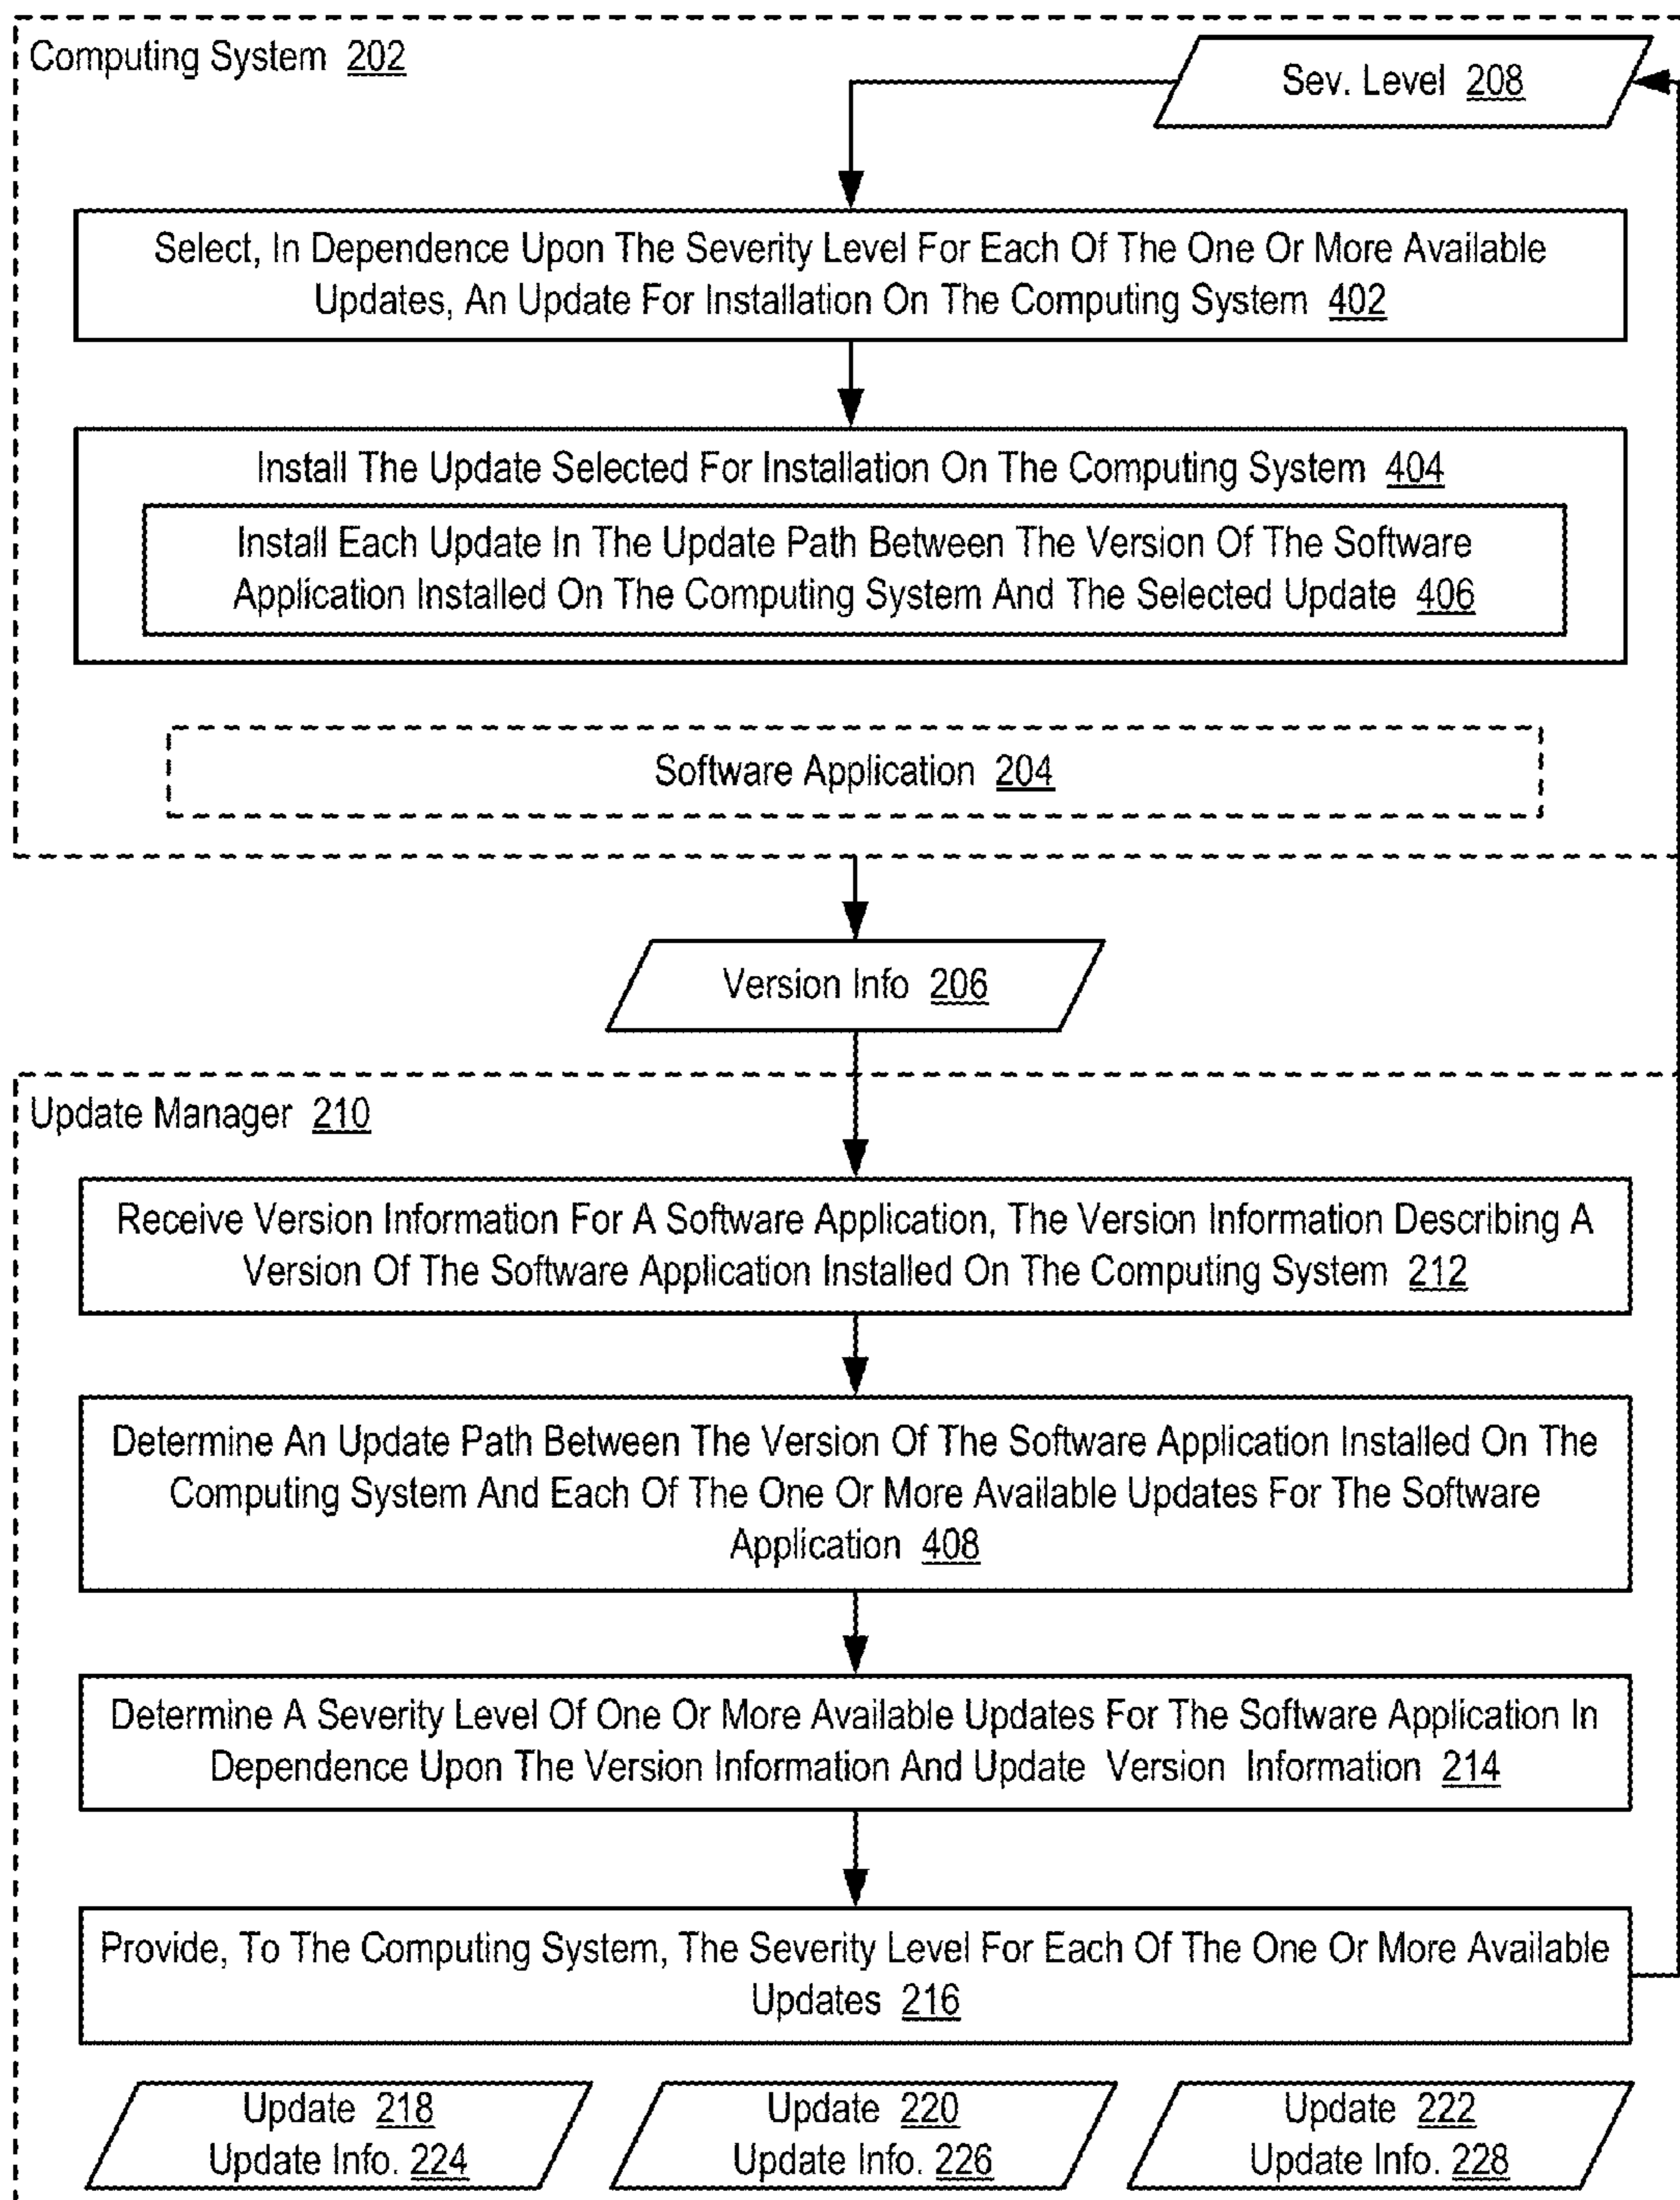 Computing System 202
Sev. Level 208
Select, In Dependence Upon The Severity Level For Each Of The One Or More Available
Updates, An Update For Installation On The Computing System 402
Install The Update Selected For Installation On The Computing System 404
Install Each Update In The Update Path Between The Version Of The Software
Application Installed On The Computing System And The Selected Update 406
Software Application 204
Version Info 206
Update Manager 210
Receive Version Information For A Software Application, The Version Information Describing A
Version Of The Software Application Installed On The Computing System 212
Determine An Update Path Between The Version Of The Software Application Installed On The
Computing System And Each Of The One Or More Available Updates For The Software
Application 408
Determine A Severity Level Of One Or More Available Updates For The Software Application In
Dependence Upon The Version Information And Update Version Information 214
Provide, To The Computing System, The Severity Level For Each Of The One Or More Available
Updates 216
Update 218
Update Info. 224
Update 220
Update Info. 226
Update 222
Update Info. 228